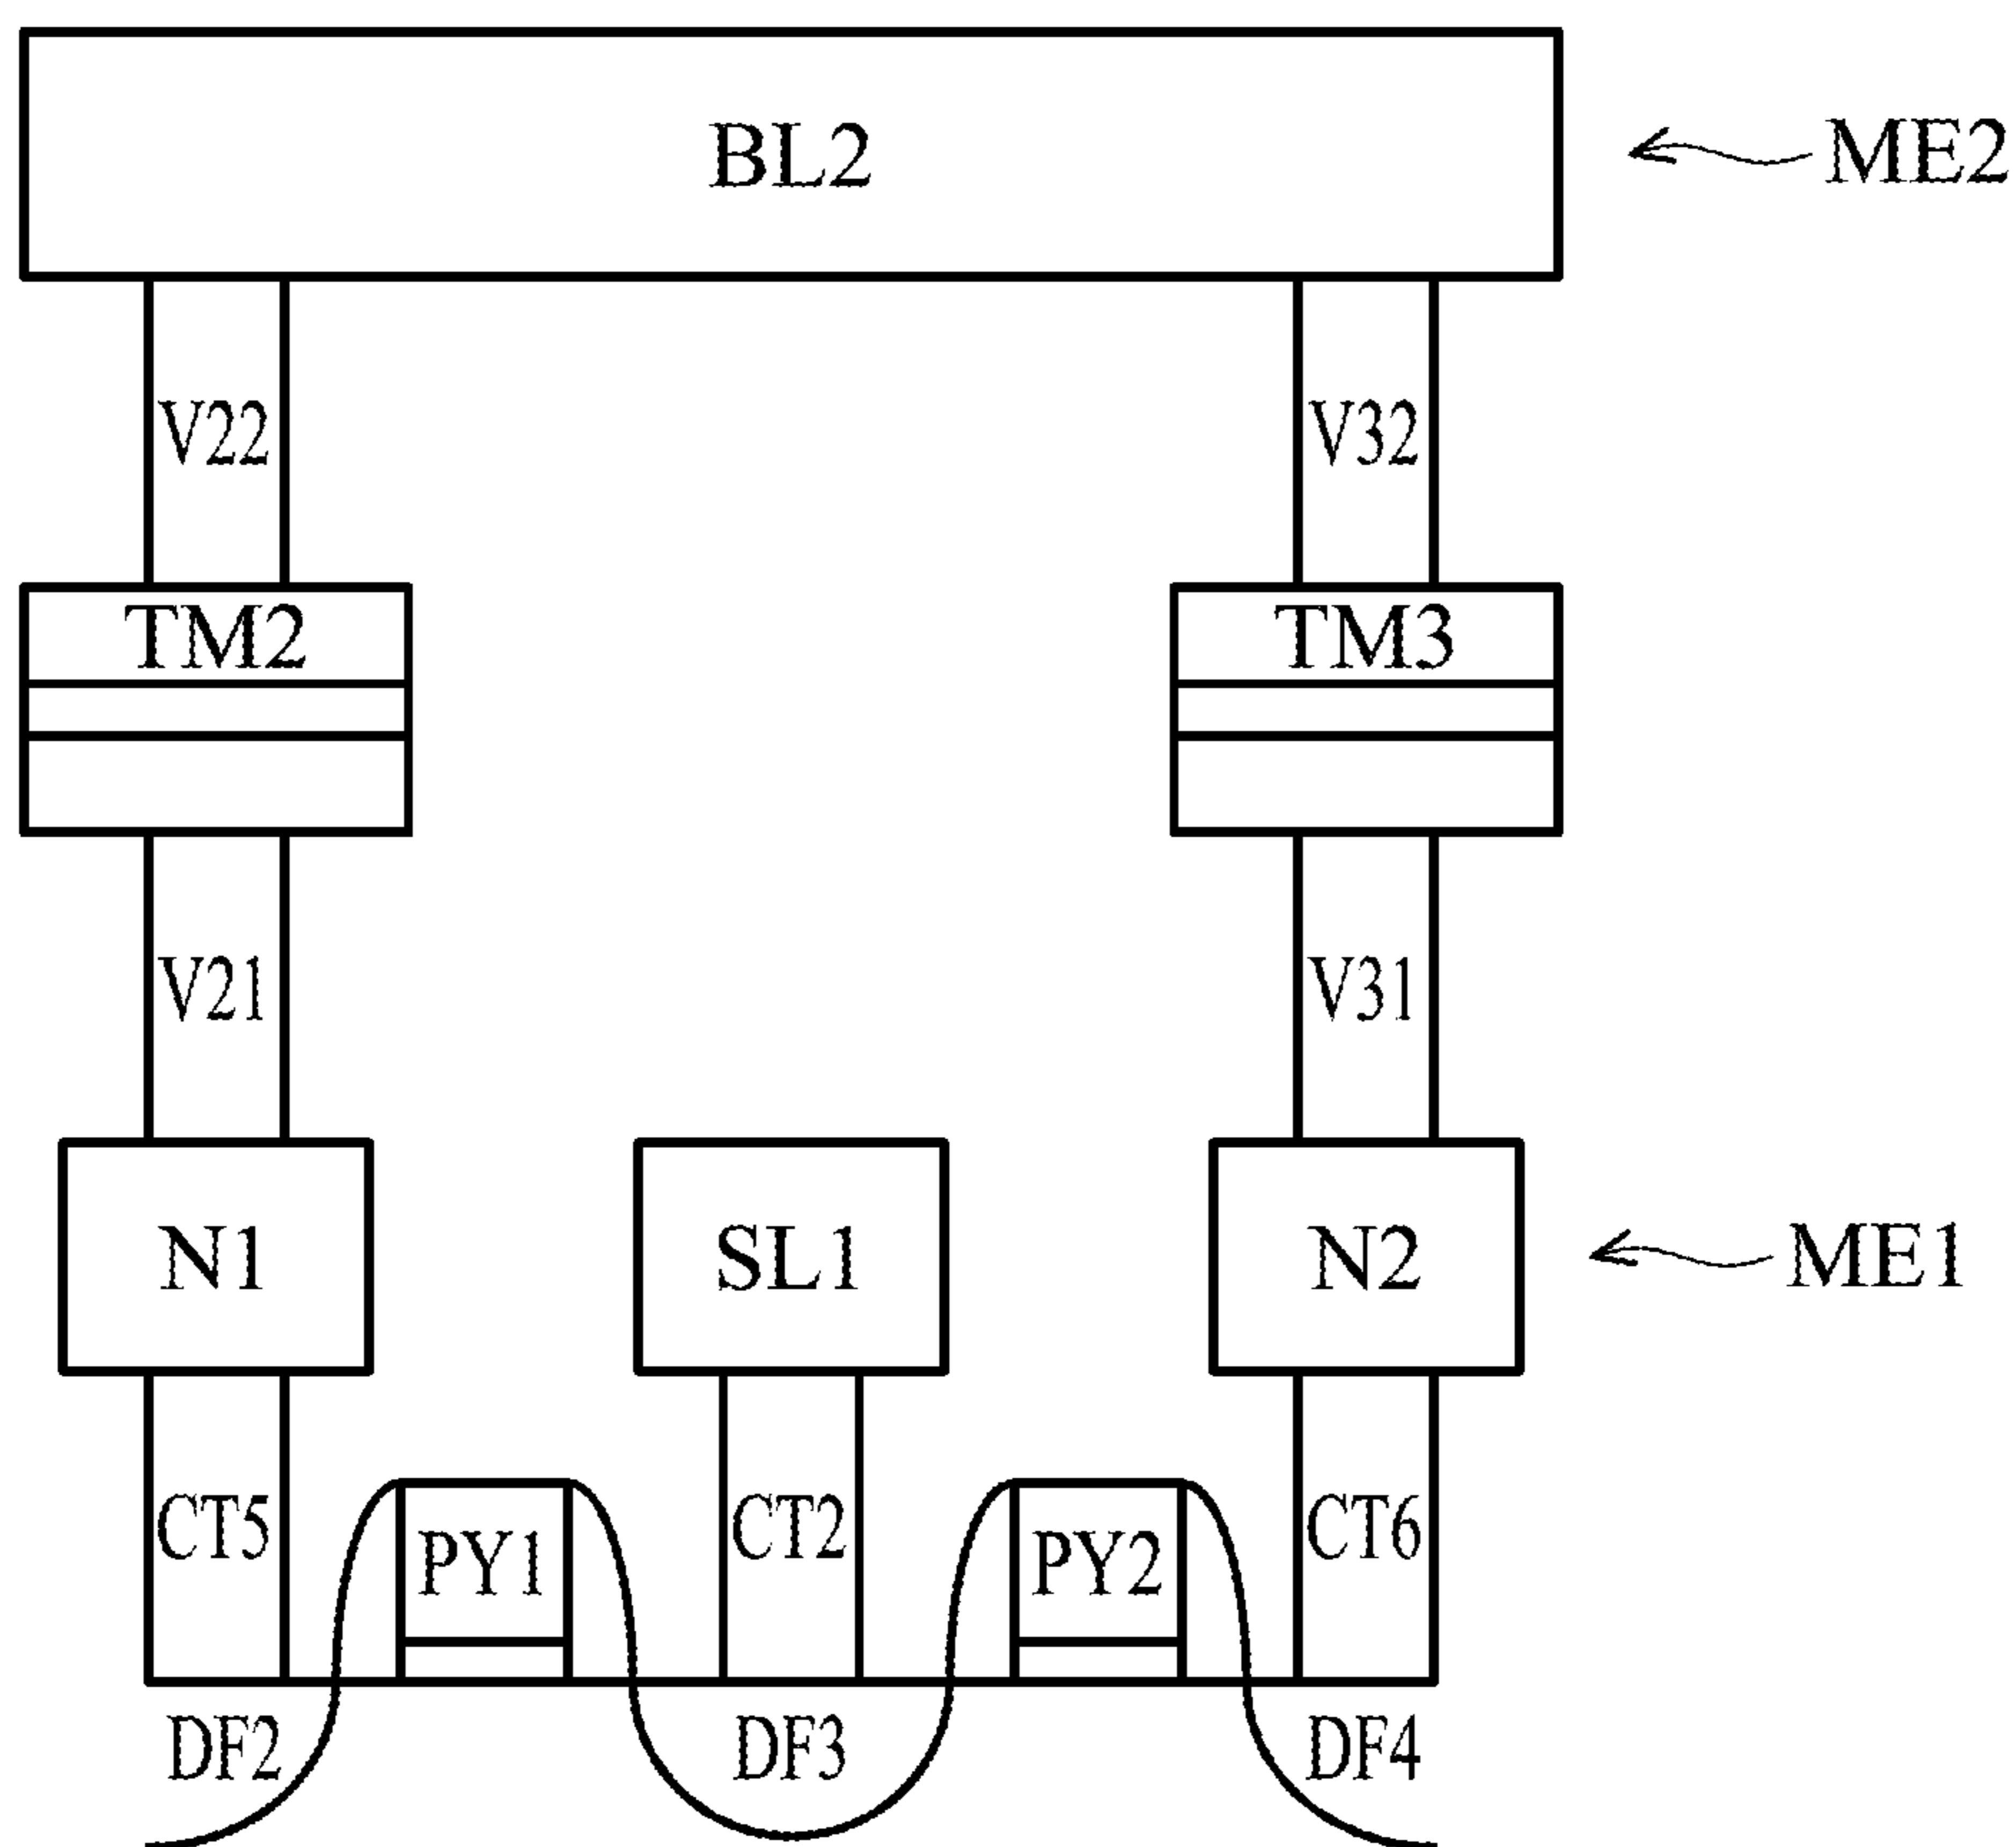 BL2 ME2
V22 V32
TM2 TM3
V21 V31
N1 SL1 N2 ME1
CT5 PY1 CT2 PY2 CT6
DF2 DF3 DF4